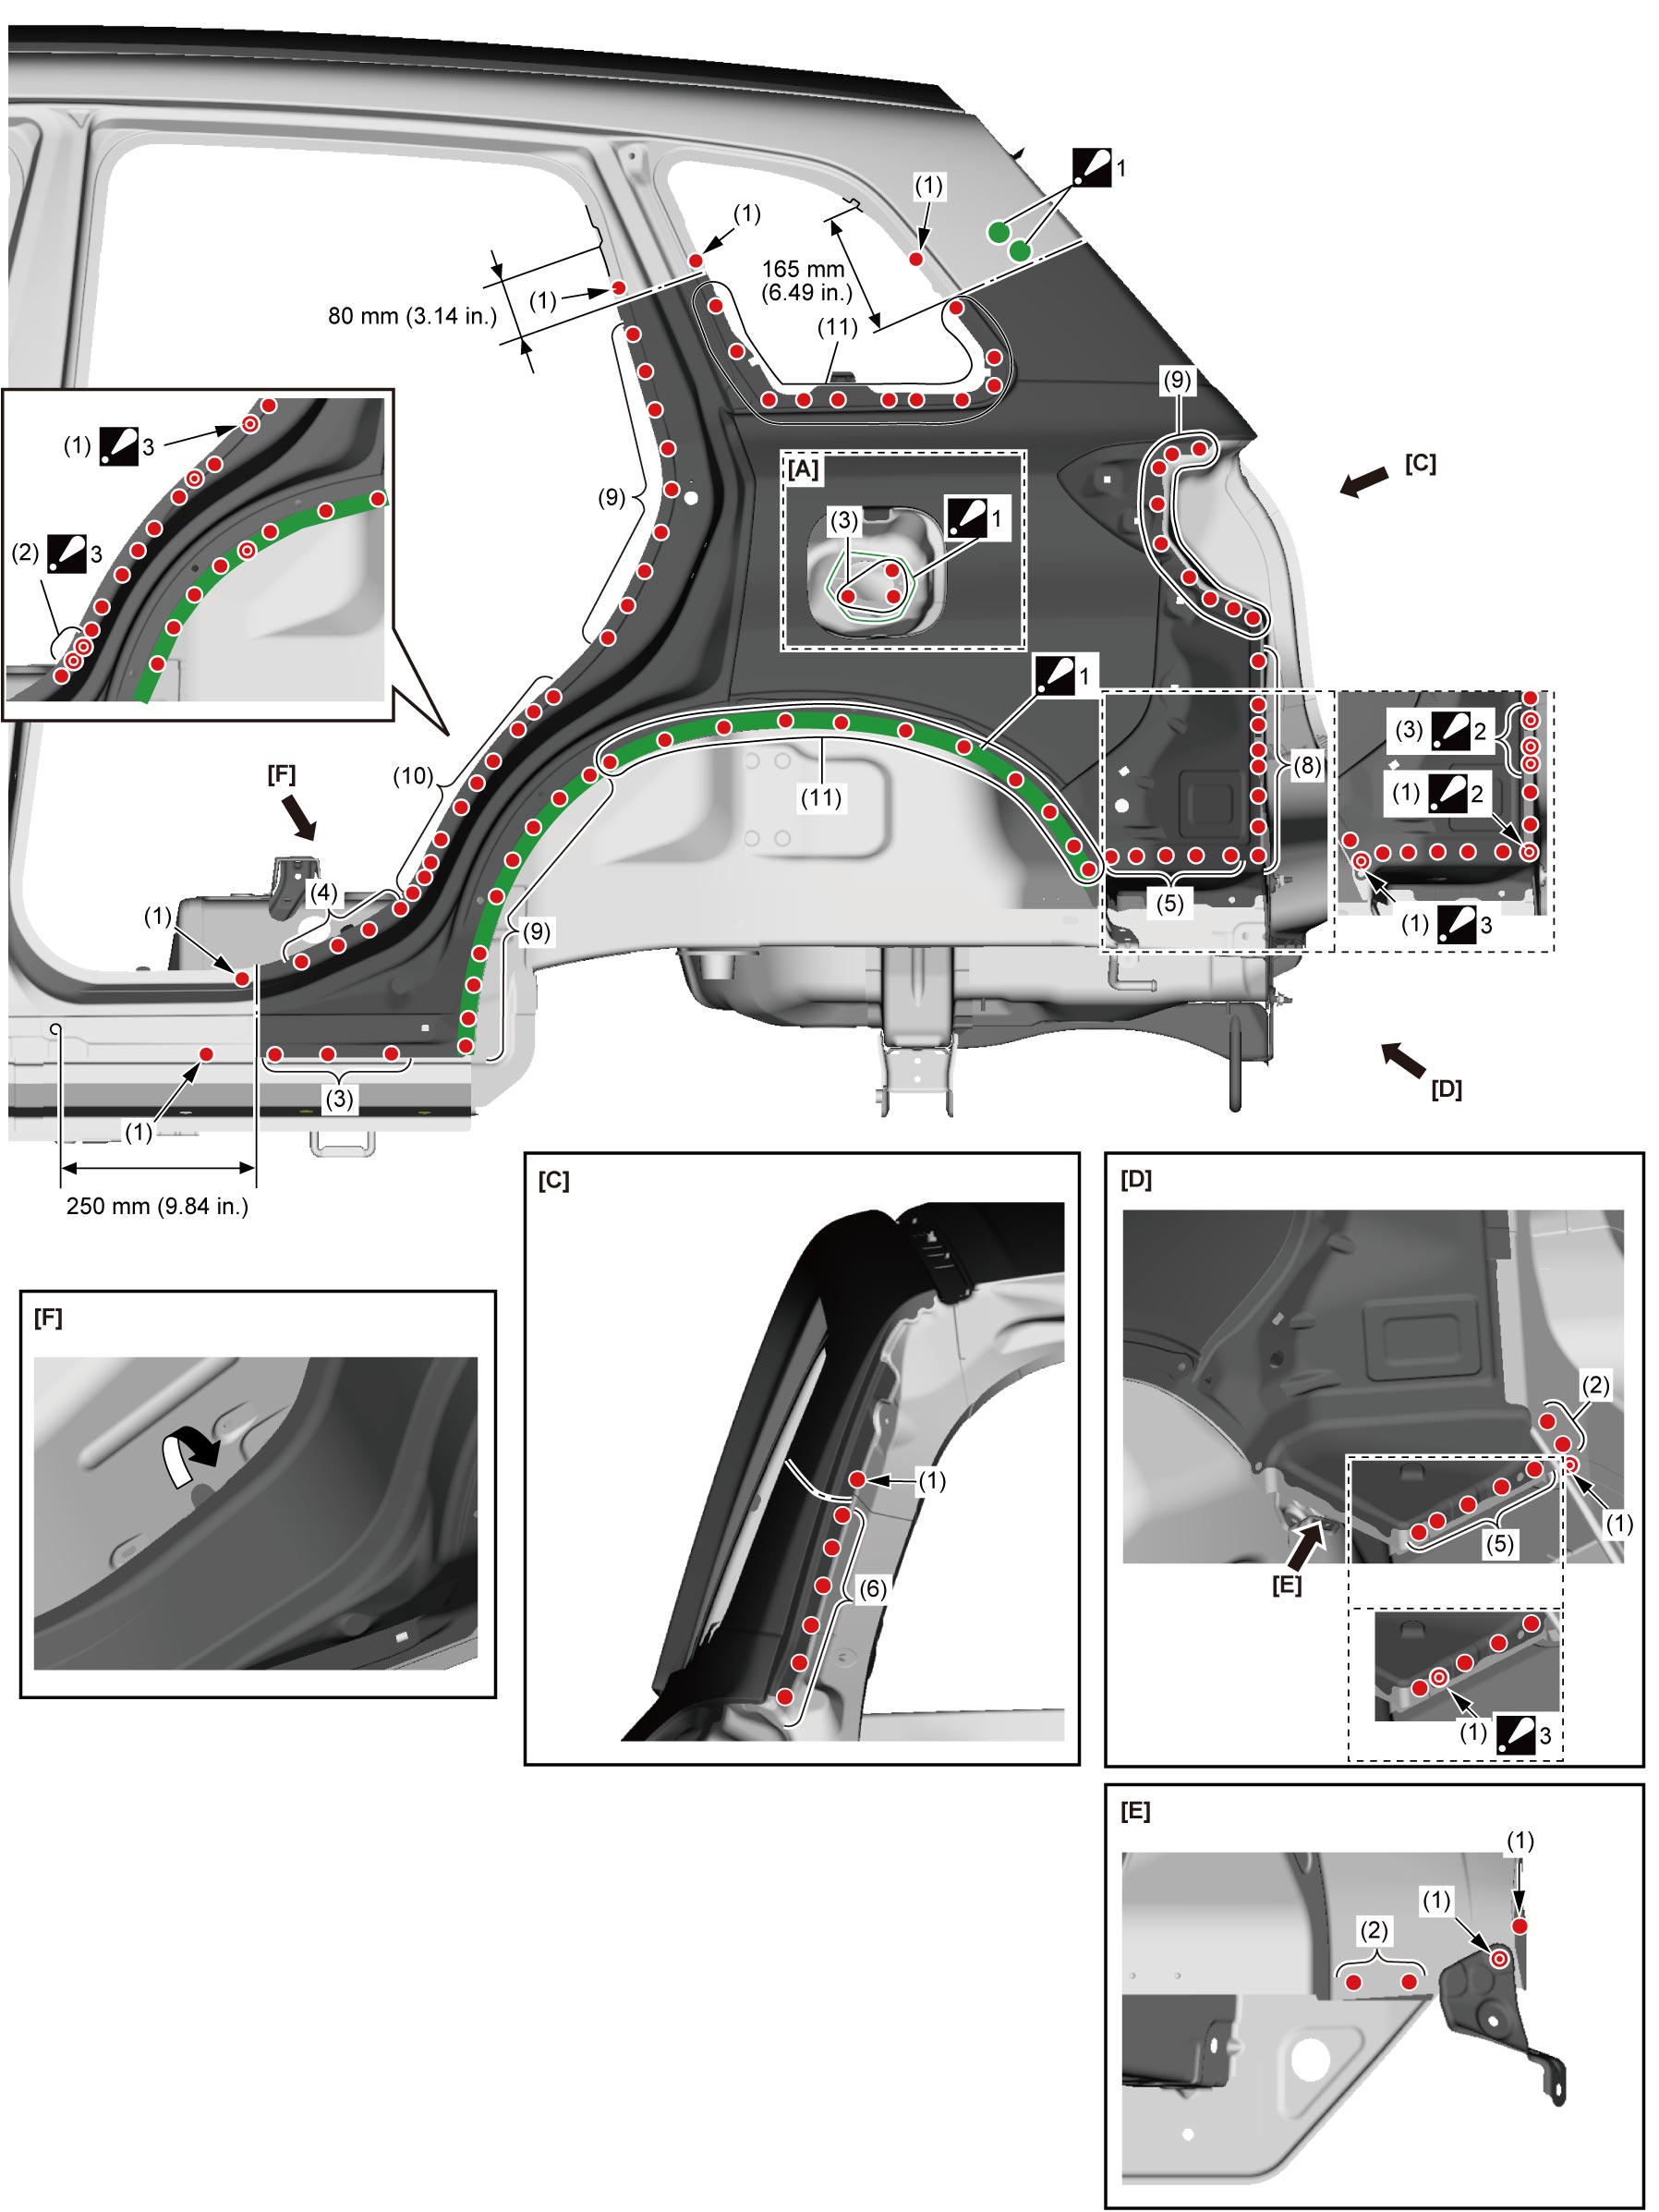 1
(1)
(1)
165 mm
(6.49 in.)
(1)
80 mm (3.14 in.)
(11)
(9)
(1) 3
[C]
[A]
(9)
(3)
1
(2) 3
1
(3) 2
(8)
(10)
[F]
(1) 2
(11)
(4)
(5)
(1)
(1) 3
(9)
[D]
(3)
(1)
250 mm (9.84 in.)
[C]
(1)
(6)
[D]
(2)
(1)
(5)
[E]
(1) 3
[F]
[E]
(1)
(1)
(2)